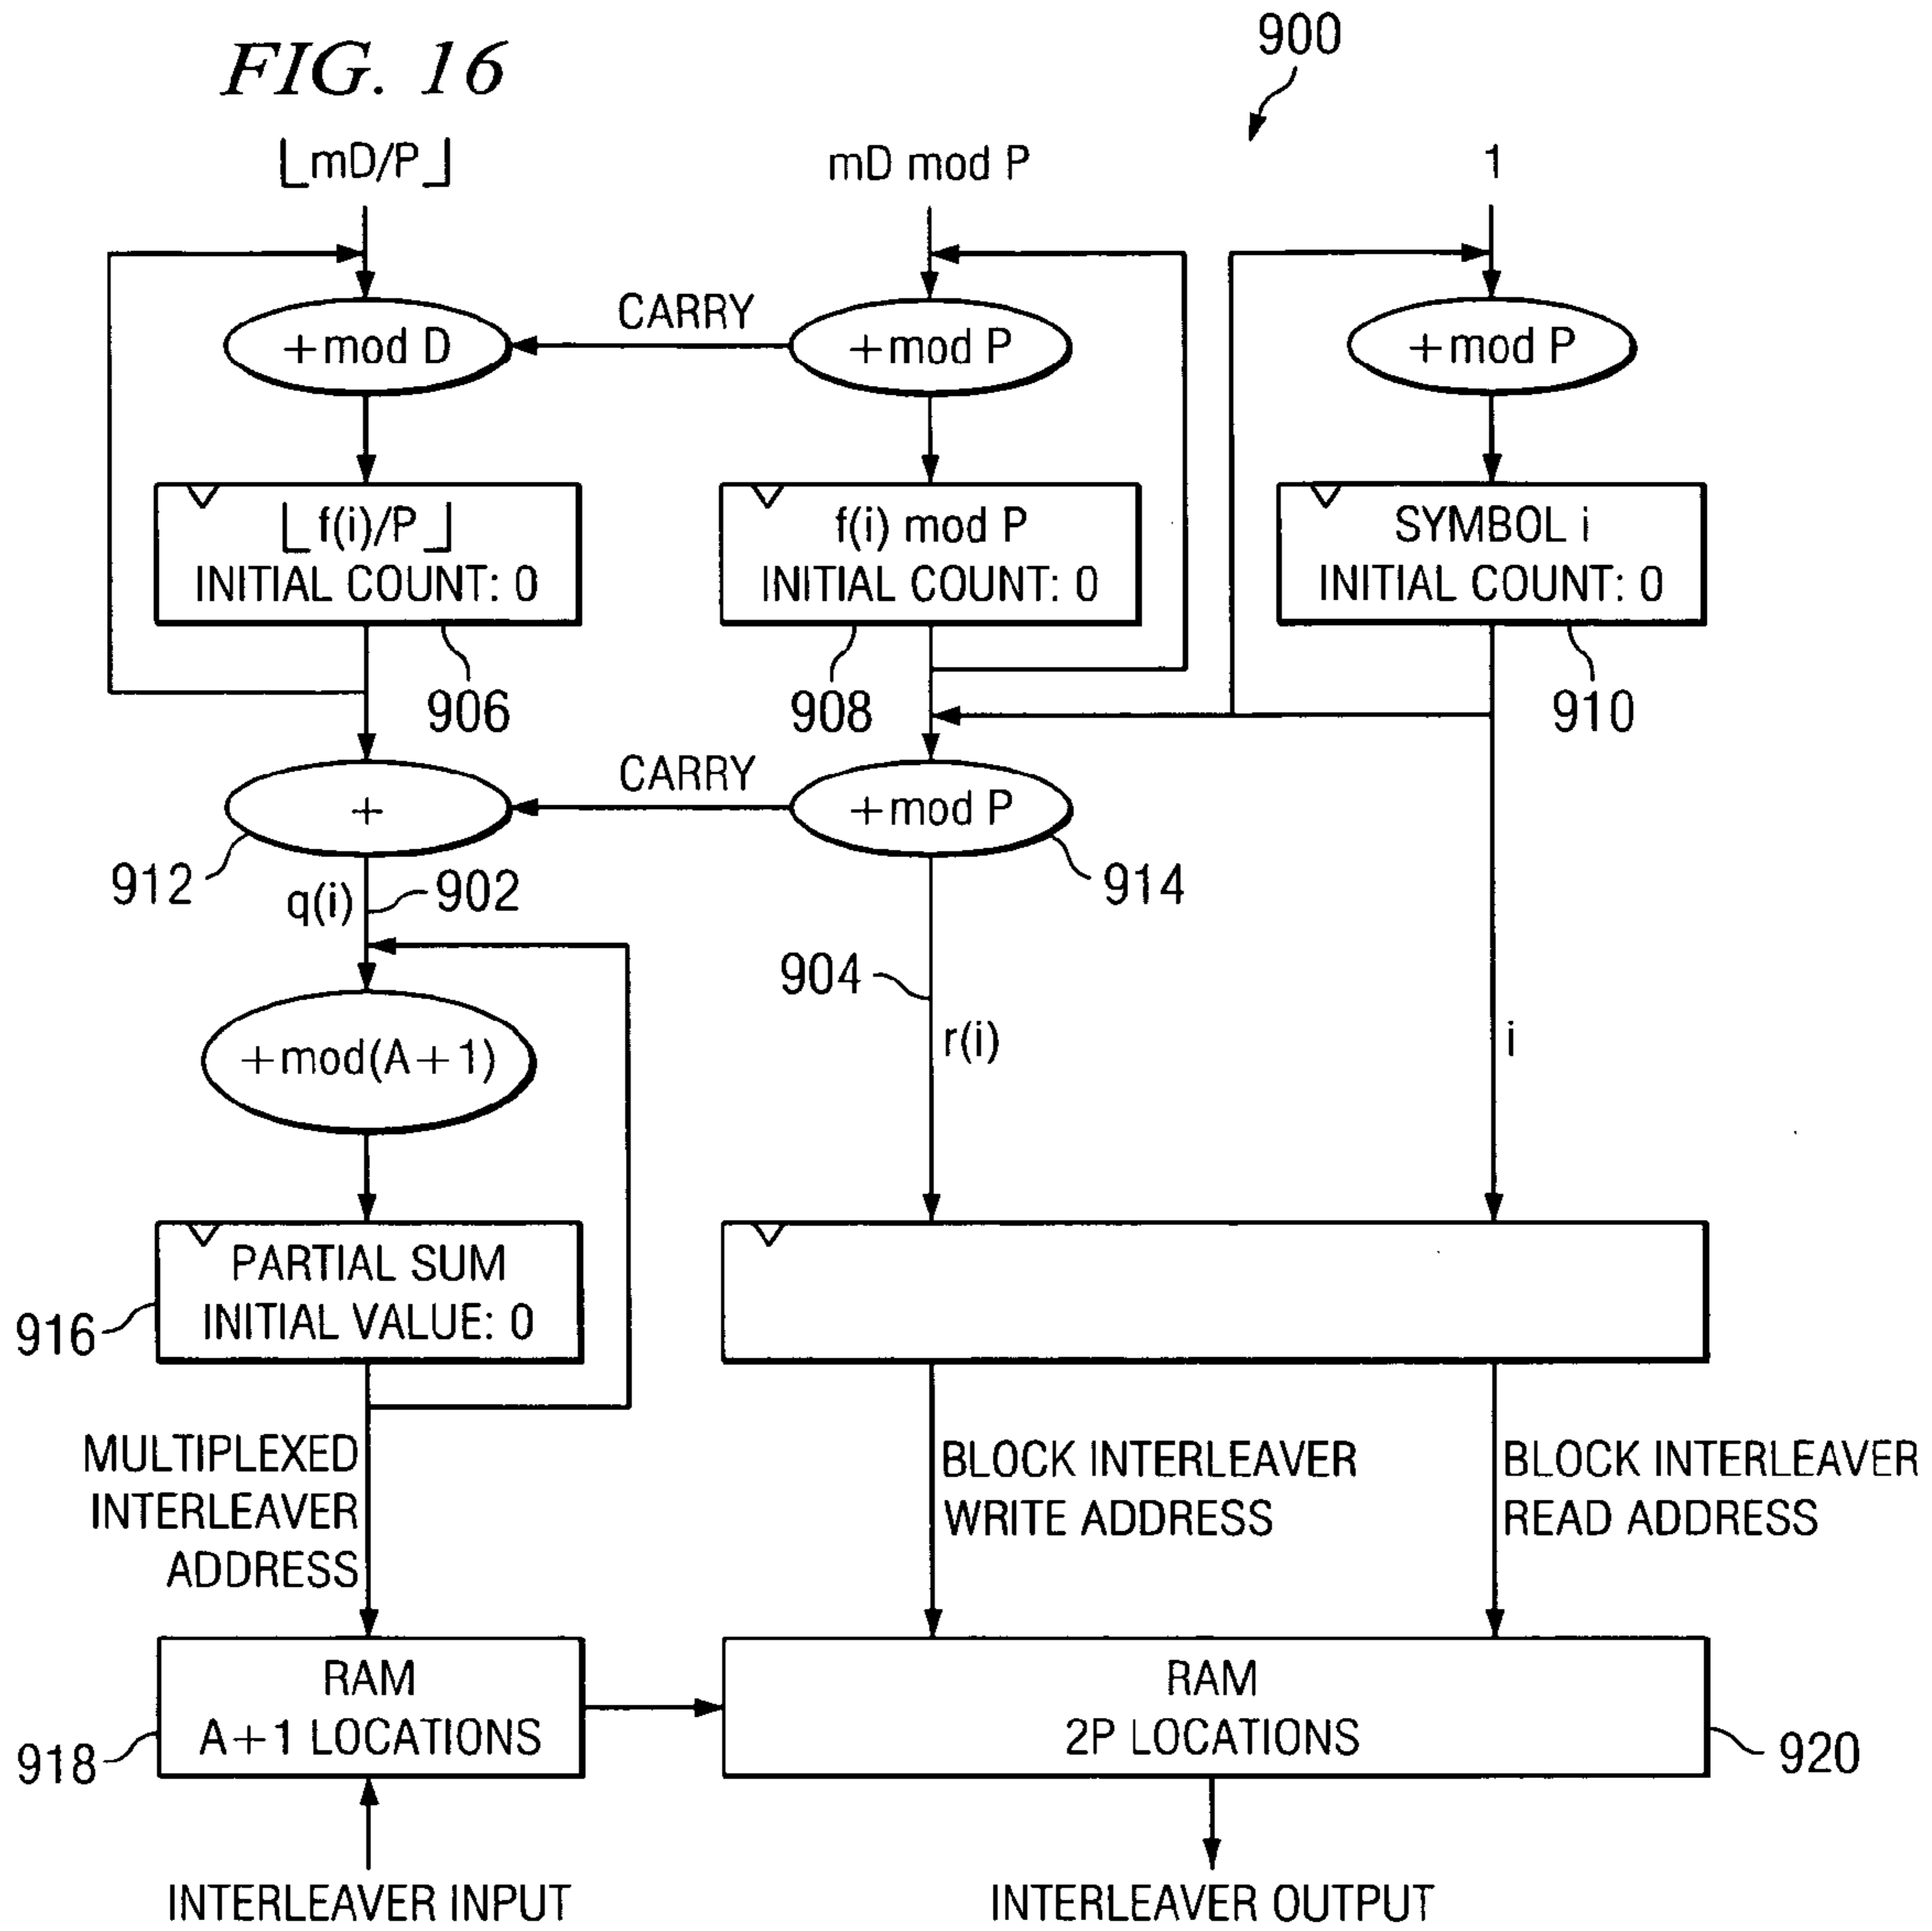 FIG. 16
900
⌊mD/P⌋
mD mod P
1
+mod D
CARRY
+mod P
+mod P
⌊f(i)/P⌋
INITIAL COUNT: 0
f(i) mod P
INITIAL COUNT: 0
SYMBOL i
INITIAL COUNT: 0
906
908
910
+
CARRY
+mod P
912
q(i)
902
914
904
+mod(A+1)
r(i)
i
PARTIAL SUM
INITIAL VALUE: 0
916
MULTIPLEXED
INTERLEAVER
ADDRESS
BLOCK INTERLEAVER
WRITE ADDRESS
BLOCK INTERLEAVER
READ ADDRESS
RAM
A+1 LOCATIONS
918
RAM
2P LOCATIONS
920
INTERLEAVER INPUT
INTERLEAVER OUTPUT